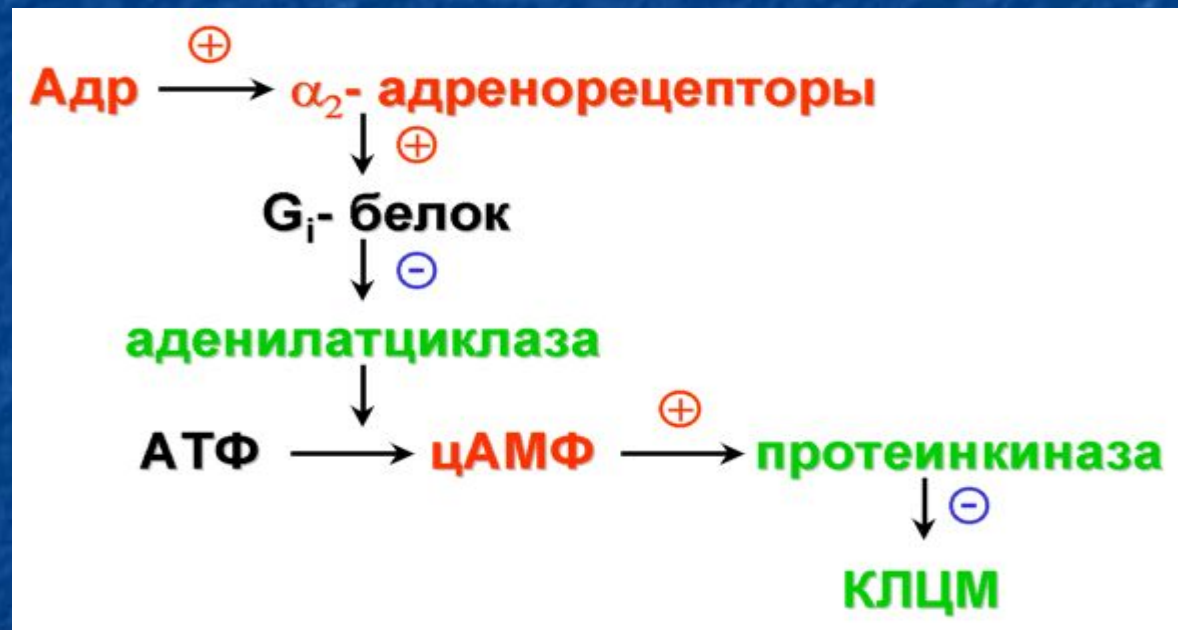 ⊕
Адр → α₂- адренорецепторы
⊕
Gᵢ- белок
⊖
аденилатциклаза
⊕
АТФ → цАМФ → протеинкиназа
⊖
КЛЦМ